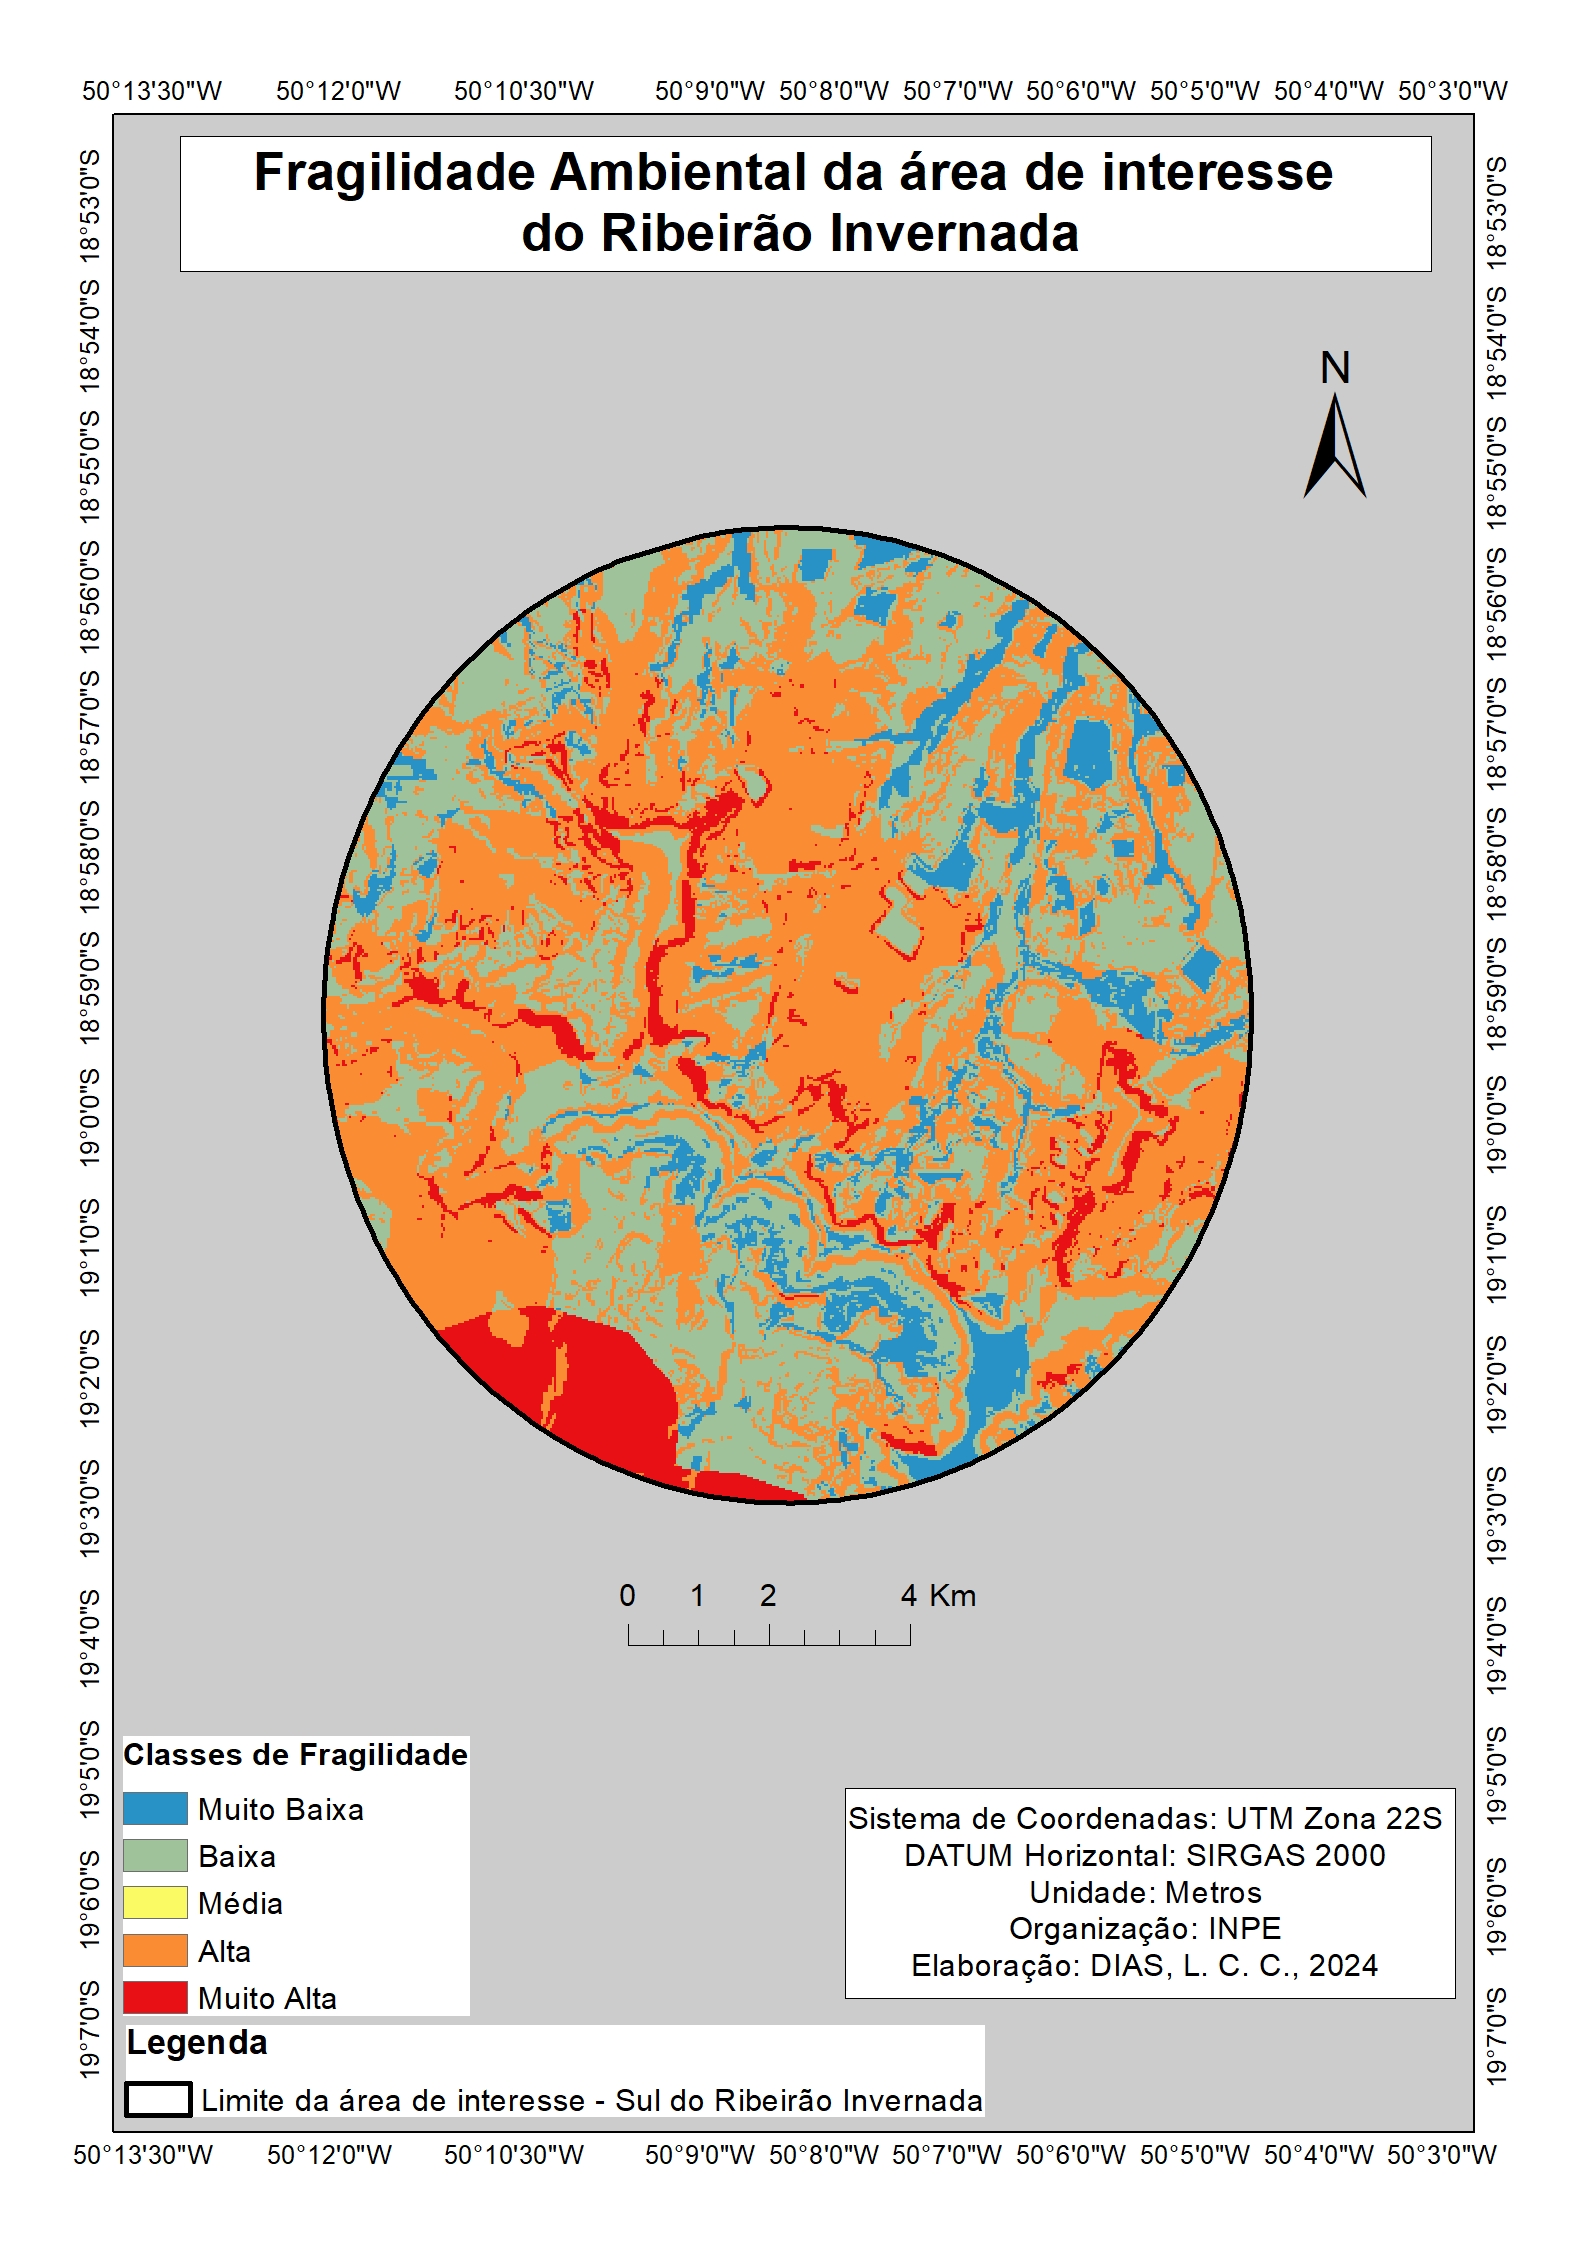 50°13'30"W 50°12'0"W 50°10'30"W 50°9'0"W 50°8'0"W 50°7'0"W 50°6'0"W 50°5'0"W 50°4'0"W 50°3'0"W
Fragilidade Ambiental da área de interesse
do Ribeirão Invernada
N
18°53'0"S
18°54'0"S
18°55'0"S
18°56'0"S
18°57'0"S
18°58'0"S
18°59'0"S
19°0'0"S
19°1'0"S
19°2'0"S
19°3'0"S
19°4'0"S
19°5'0"S
19°6'0"S
19°7'0"S
18°53'0"S
18°54'0"S
18°55'0"S
18°56'0"S
18°57'0"S
18°58'0"S
18°59'0"S
19°0'0"S
19°1'0"S
19°2'0"S
19°3'0"S
19°4'0"S
19°5'0"S
19°6'0"S
19°7'0"S
0 1 2 4 Km
Classes de Fragilidade
Muito Baixa
Baixa
Média
Alta
Muito Alta
Legenda
Limite da área de interesse - Sul do Ribeirão Invernada
Sistema de Coordenadas: UTM Zona 22S
DATUM Horizontal: SIRGAS 2000
Unidade: Metros
Organização: INPE
Elaboração: DIAS, L. C. C., 2024
50°13'30"W 50°12'0"W 50°10'30"W 50°9'0"W 50°8'0"W 50°7'0"W 50°6'0"W 50°5'0"W 50°4'0"W 50°3'0"W